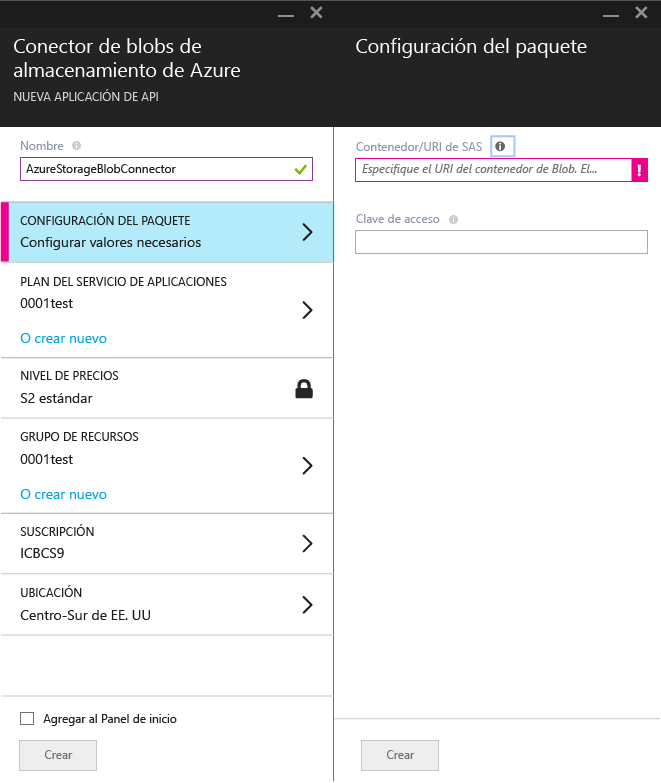 Conector de blobs de
almacenamiento de Azure
NUEVA APLICACIÓN DE API
Nombre
AzureStorageBlobConnector
CONFIGURACIÓN DEL PAQUETE
Configurar valores necesarios
PLAN DEL SERVICIO DE APLICACIONES
0001test
O crear nuevo
NIVEL DE PRECIOS
S2 estándar
GRUPO DE RECURSOS
0001test
O crear nuevo
SUSCRIPCIÓN
ICBCS9
UBICACIÓN
Centro-Sur de EE. UU
Agregar al Panel de inicio
Crear
Configuración del paquete
Contenedor/URI de SAS
Especifique el URI del contenedor de Blob. El...
Clave de acceso
Crear